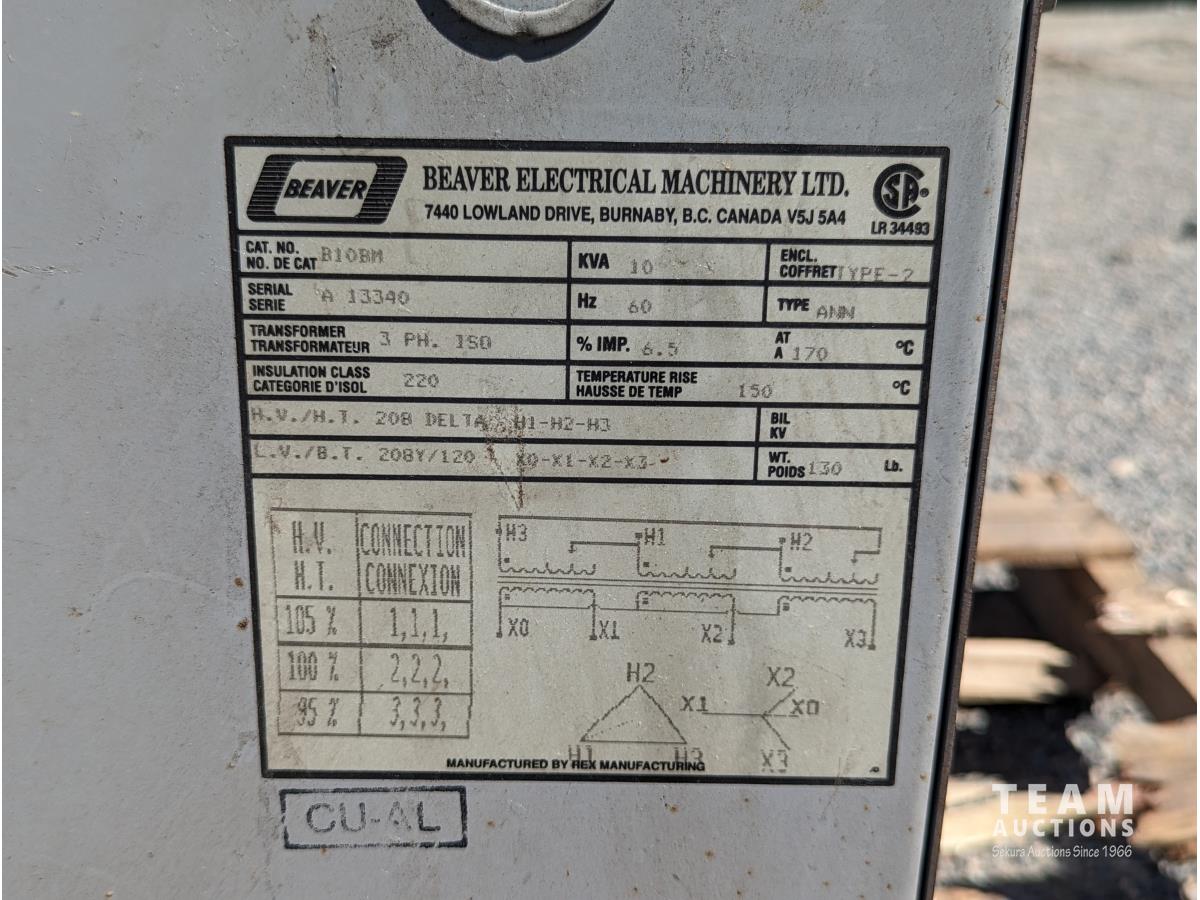 BEAVER
BEAVER ELECTRICAL MACHINERY LTD.
7440 LOWLAND DRIVE, BURNABY, B.C. CANADA V5J 5A4
LR 34493
CAT. NO.
NO. DE CAT B10BM
KVA 10
ENCL.
COFFRET TYPE-2
SERIAL
SERIE A 13340
Hz 60
TYPE ANN
TRANSFORMER
TRANSFORMATEUR 3 PH. ISO
% IMP. 6.5
AT
A 170 °C
INSULATION CLASS
CATEGORIE D'ISOL 220
TEMPERATURE RISE
HAUSSE DE TEMP 150 °C
H.V./H.T. 208 DELTA H1-H2-H3
BIL
KV
L.V./B.T. 208Y/120 X0-X1-X2-X3-
WT.
POIDS 130 Lb.
H.V. CONNECTION
H.T. CONNEXION
105 % 1,1,1,
100 % 2,2,2,
95 % 3,3,3,
H3 H1 H2
X0 X1 X2 X3
H2
H1 H3
X2
X1 X0
X3
MANUFACTURED BY REX MANUFACTURING
CU-AL
TEAM
AUCTIONS
Sekura Auctions Since 1966